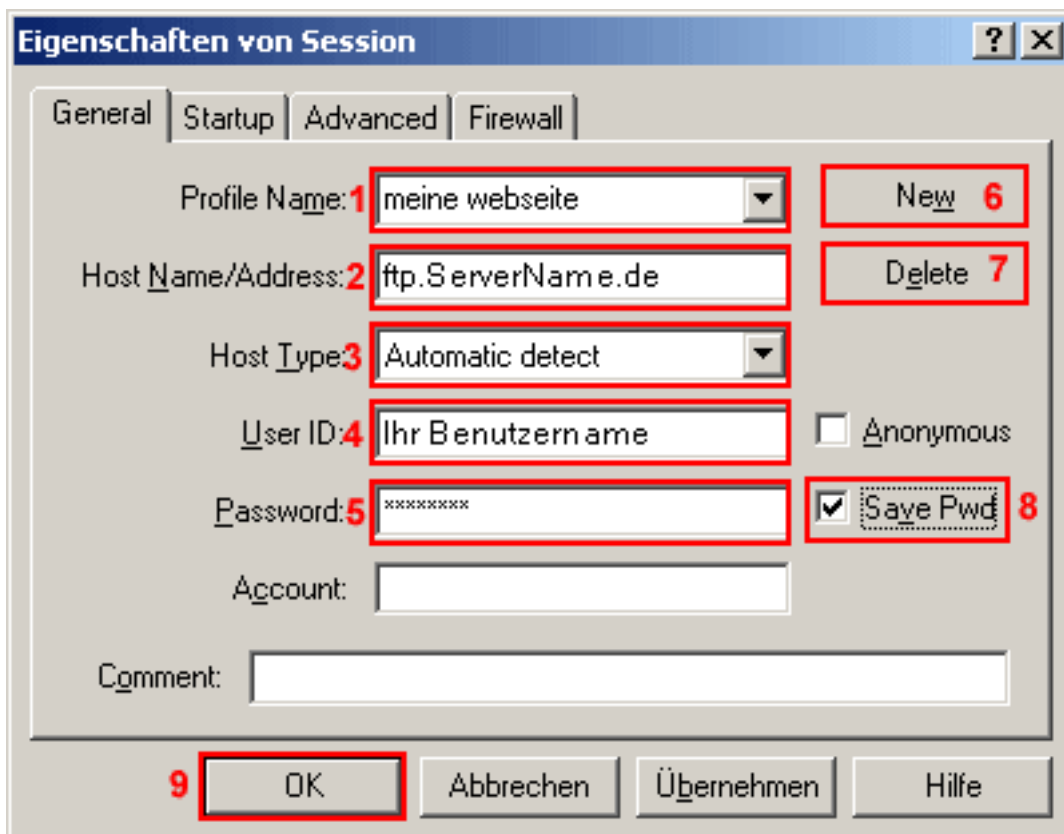 Eigenschaften von Session
General Startup Advanced Firewall
Profile Name: 1 meine webseite New 6
Host Name/Address: 2 ftp.ServerName.de Delete 7
Host Type: 3 Automatic detect
User ID: 4 Ihr Benutzername Anonymous
Password: 5 ******** Save Pwd 8
Account:
Comment:
9 OK Abbrechen Übernehmen Hilfe